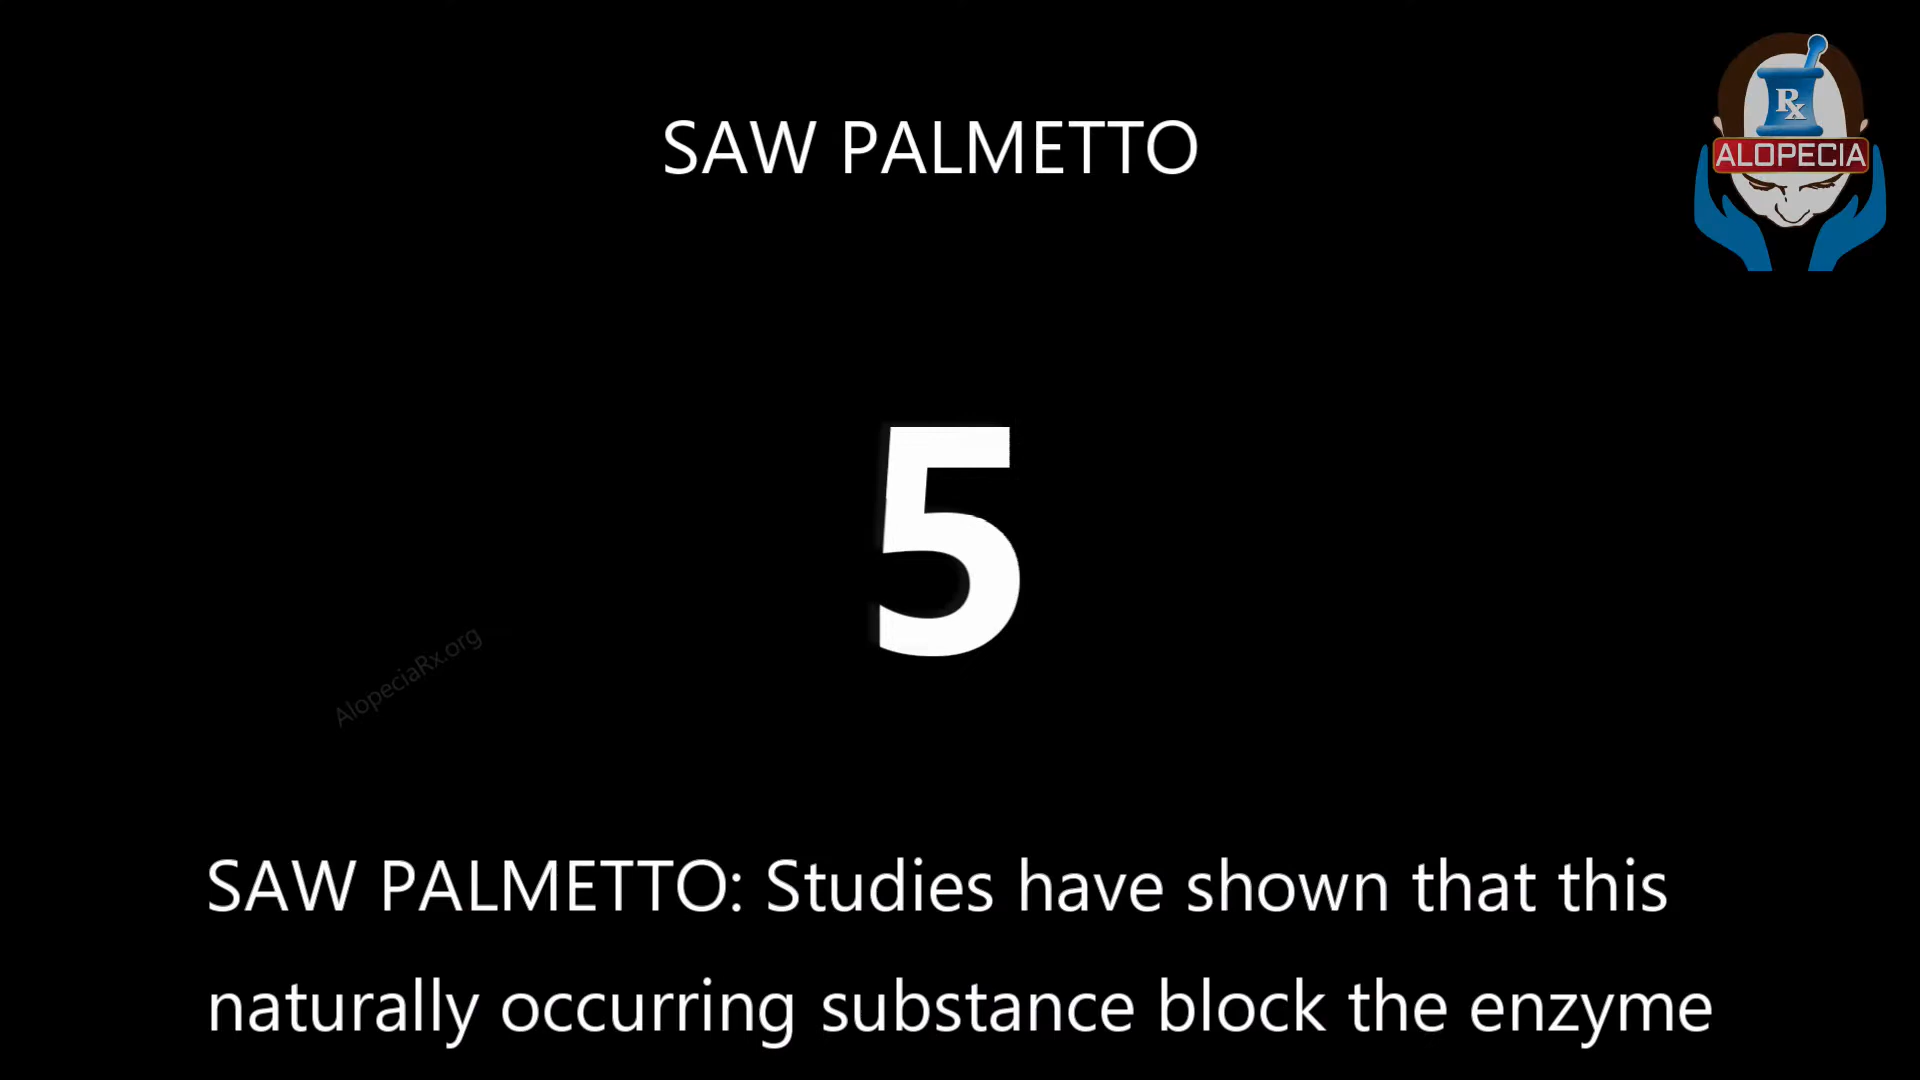 SAW PALMETTO
Rx
ALOPECIA
5
AlopeciaRx.org
SAW PALMETTO: Studies have shown that this
naturally occurring substance block the enzyme